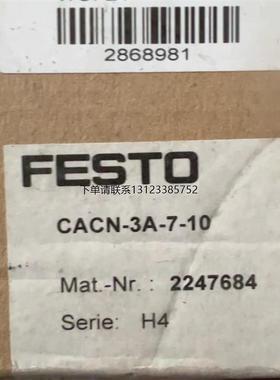 2868981
FESTO
下单请联系13123385752
CACN-3A-7-10
Mat.-Nr. : 2247684
Serie: H4